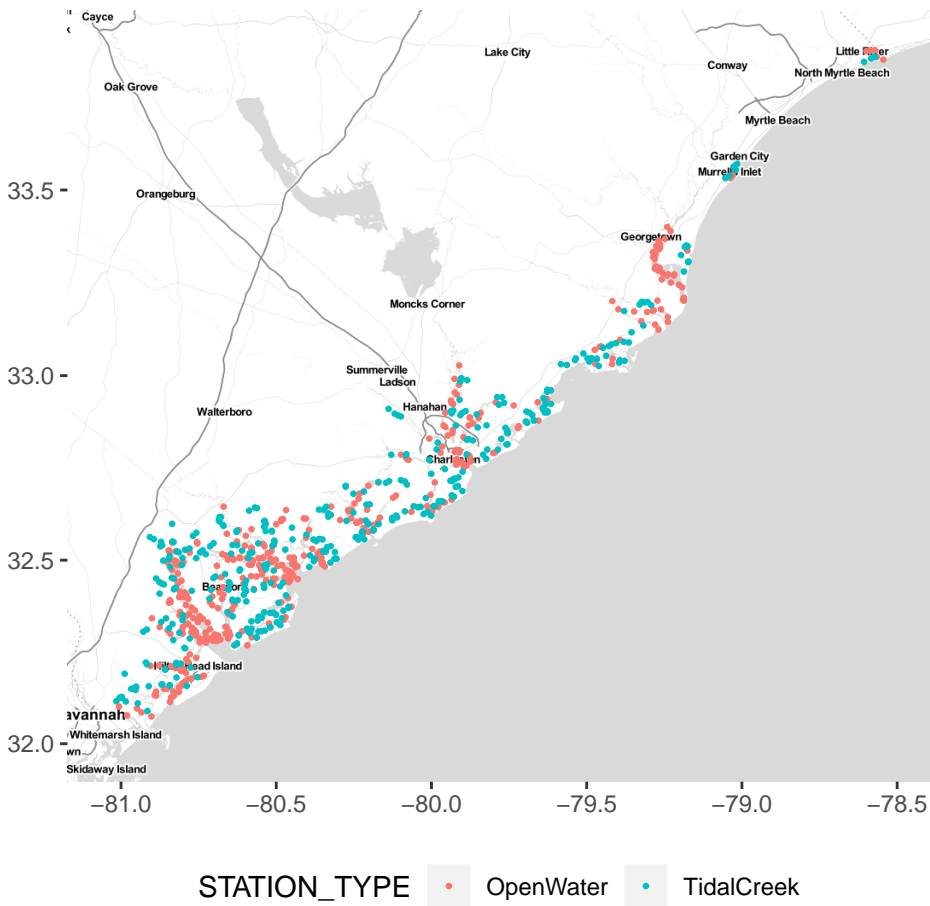 Cayce
Lake City
Little River
Conway
North Myrtle Beach
Oak Grove
Myrtle Beach
Garden City
Murrells Inlet
33.5
Orangeburg
Georgetown
Moncks Corner
33.0
Summerville
Ladson
Hanahan
Walterboro
Charleston
32.5
Beaufort
Hilton Head Island
avannah
Whitemarsh Island
32.0
wn
Skidaway Island
−81.0 −80.5 −80.0 −79.5 −79.0 −78.5
STATION_TYPE OpenWater TidalCreek